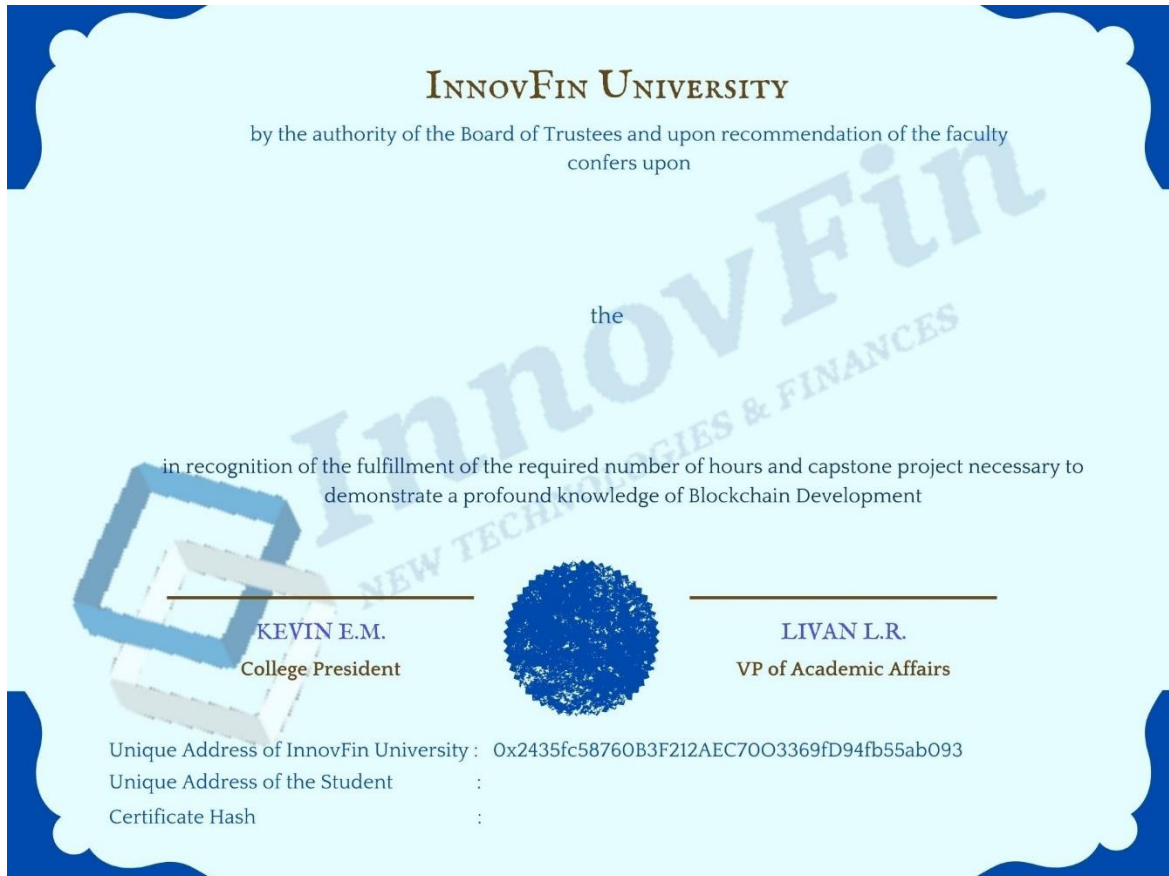 InnovFin University
by the authority of the Board of Trustees and upon recommendation of the faculty
confers upon
the
InnovFin
NEW TECHNOLOGIES & FINANCES
in recognition of the fulfillment of the required number of hours and capstone project necessary to
demonstrate a profound knowledge of Blockchain Development
KEVIN E.M.
College President
LIVAN L.R.
VP of Academic Affairs
Unique Address of InnovFin University : 0x2435fc58760B3F212AEC7OO3369fD94fb55ab093
Unique Address of the Student :
Certificate Hash :